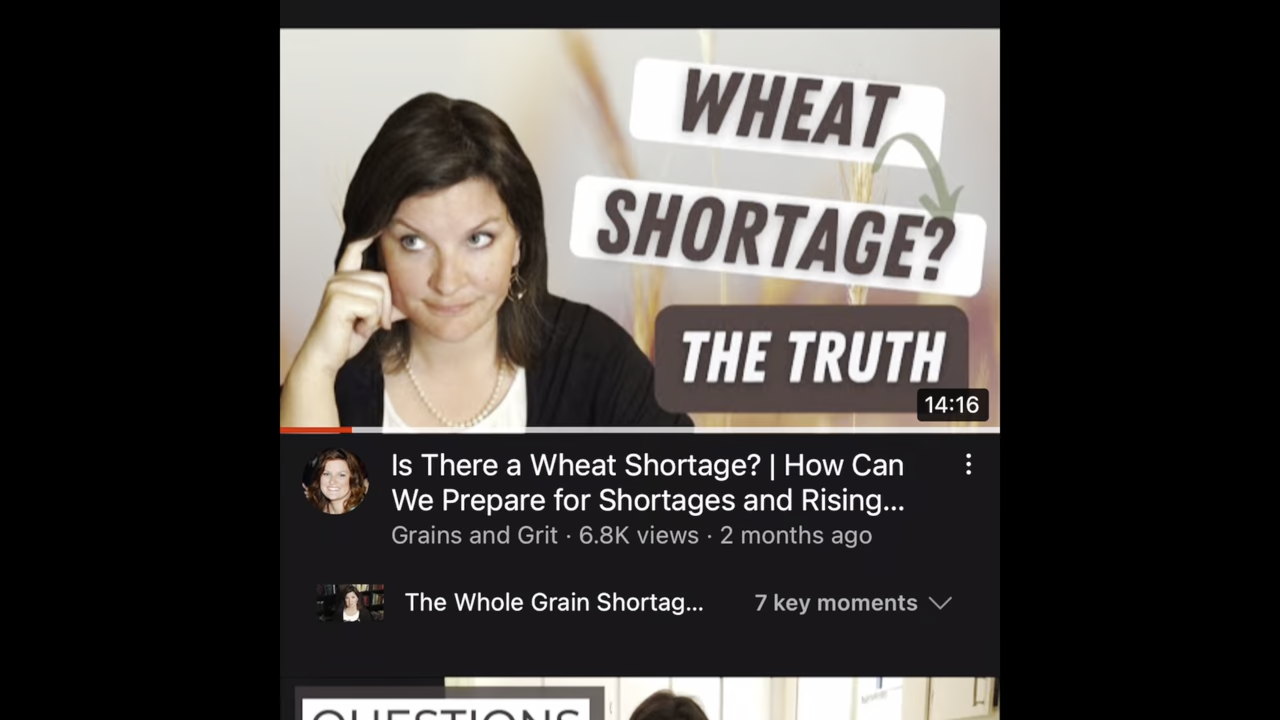 WHEAT
SHORTAGE?
THE TRUTH
14:16
Is There a Wheat Shortage? | How Can
We Prepare for Shortages and Rising...
Grains and Grit · 6.8K views · 2 months ago
The Whole Grain Shortag... 7 key moments
QUESTIONS